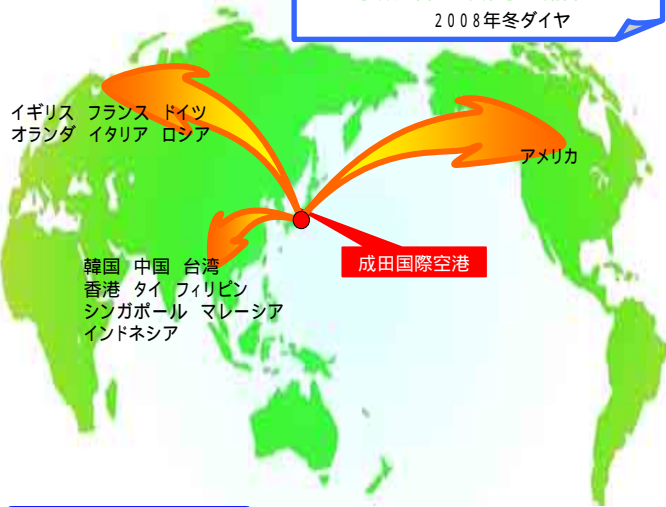 2008年冬ダイヤ
イギリス フランス ドイツ
オランダ イタリア ロシア
アメリカ
成田国際空港
韓国 中国 台湾
香港 タイ フィリピン
シンガポール マレーシア
インドネシア